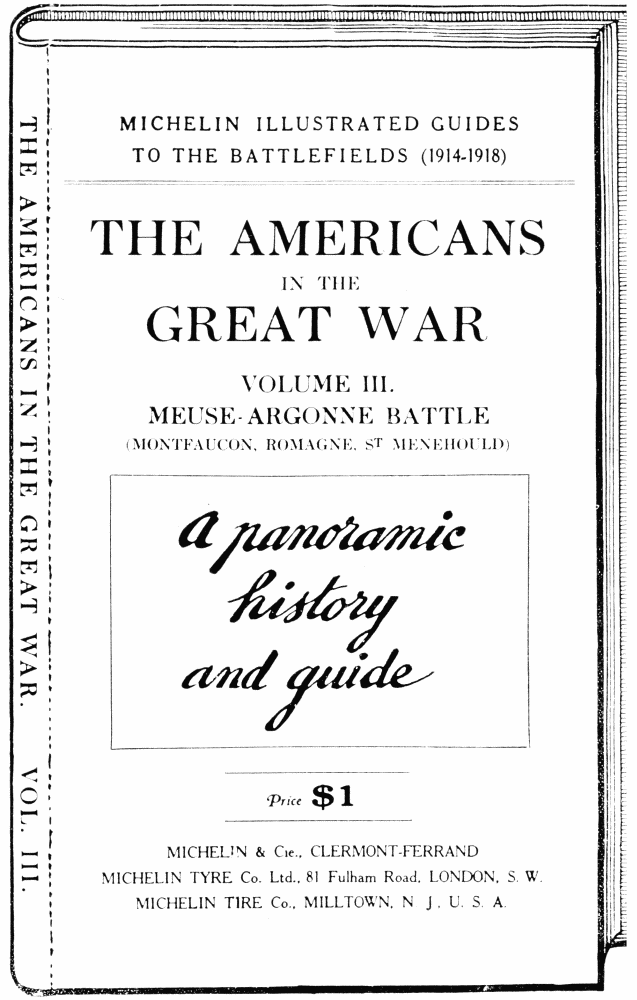 THE AMERICANS IN THE GREAT WAR. VOL. III.
MICHELIN ILLUSTRATED GUIDES
TO THE BATTLEFIELDS (1914-1918)
THE AMERICANS
IN THE
GREAT WAR
VOLUME III.
MEUSE-ARGONNE BATTLE
(MONTFAUCON, ROMAGNE, ST MENEHOULD)
A panoramic
history
and guide
Price $1
MICHELIN & Cie., CLERMONT-FERRAND
MICHELIN TYRE Co. Ltd., 81 Fulham Road, LONDON, S. W.
MICHELIN TIRE Co., MILLTOWN, N J. U. S. A.